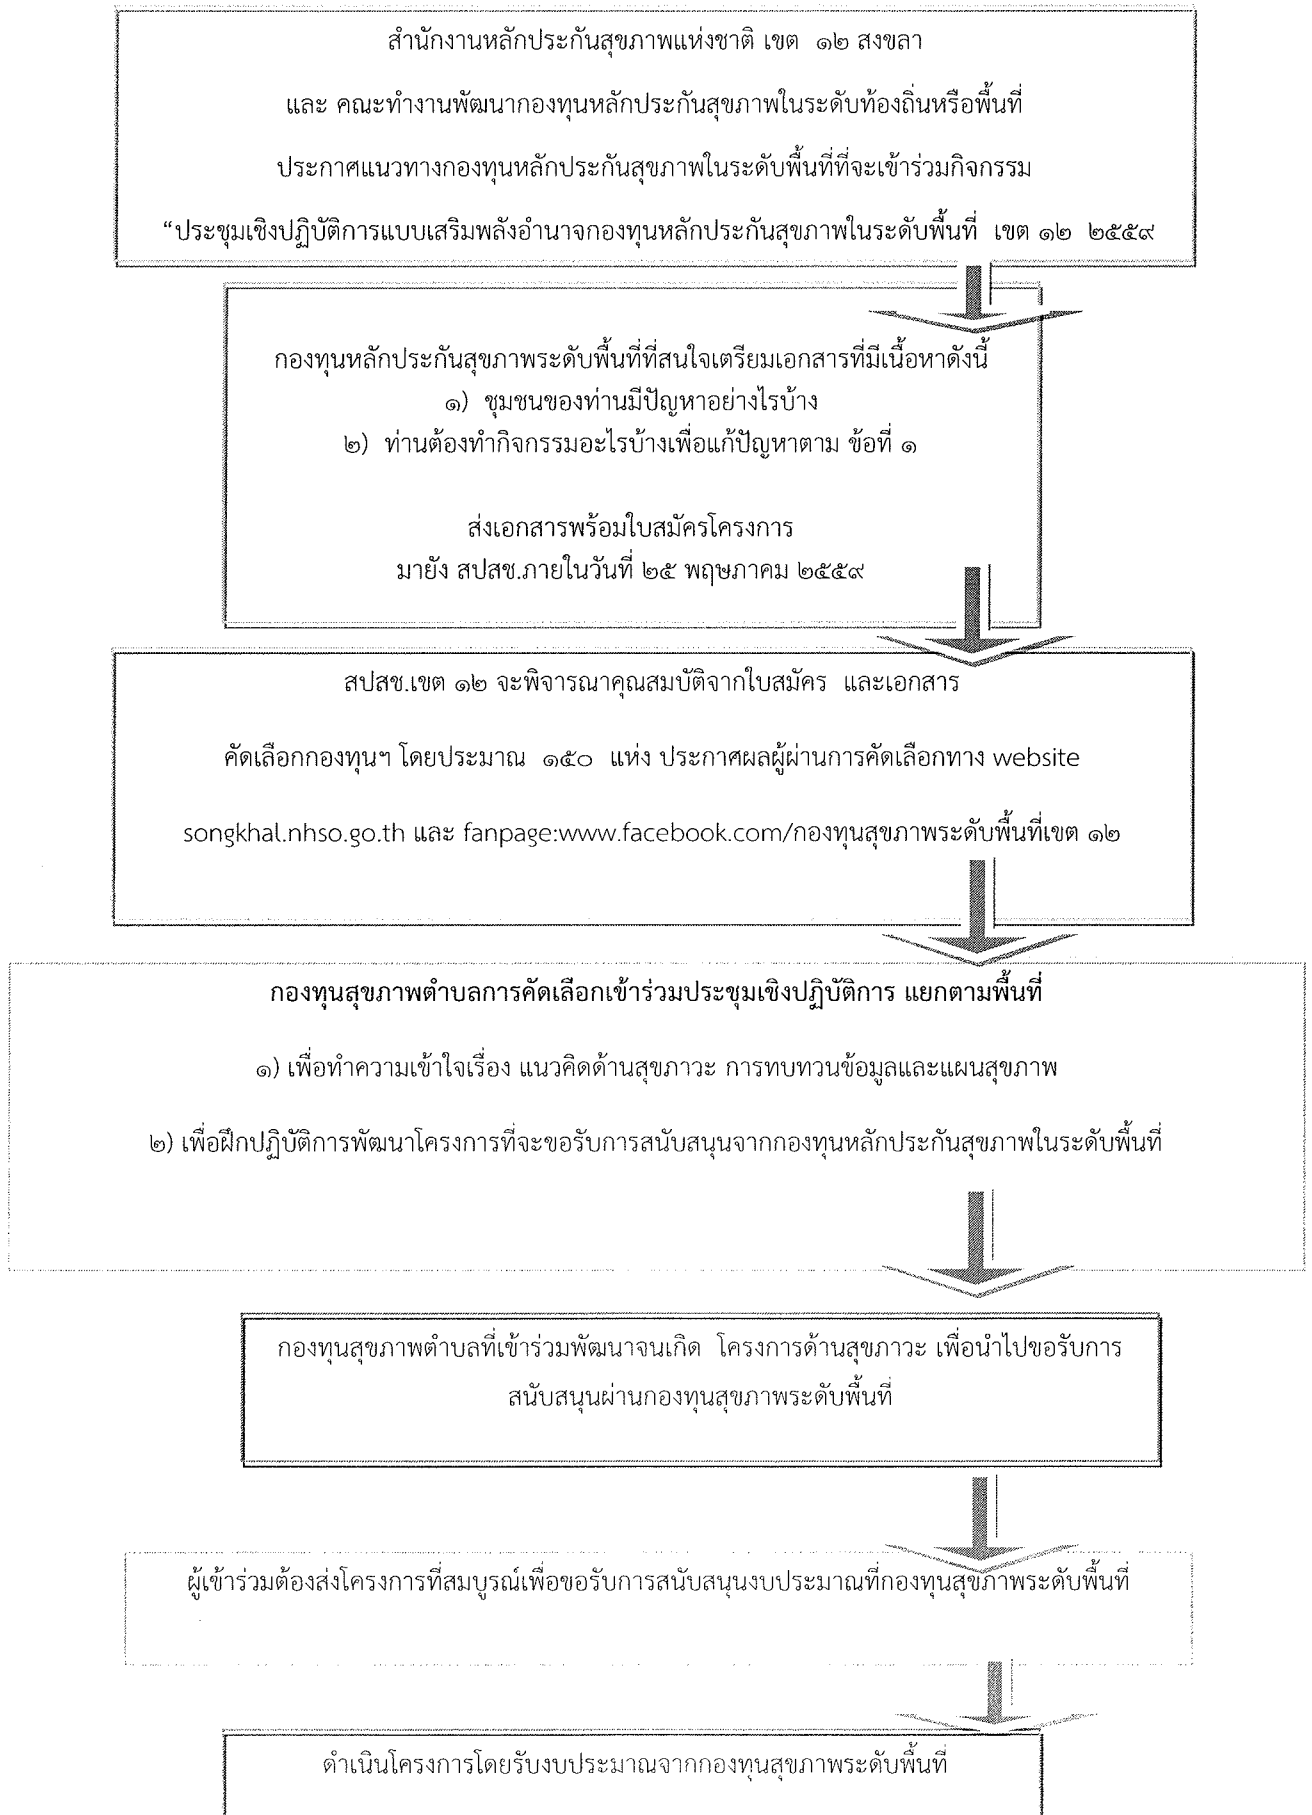 สำนักงานหลักประกันสุขภาพแห่งชาติ เขต ๑๒ สงขลา
และ คณะทำงานพัฒนากองทุนหลักประกันสุขภาพในระดับท้องถิ่นหรือพื้นที่
ประกาศแนวทางกองทุนหลักประกันสุขภาพในระดับพื้นที่ที่จะเข้าร่วมกิจกรรม
“ประชุมเชิงปฏิบัติการแบบเสริมพลังอำนาจกองทุนหลักประกันสุขภาพในระดับพื้นที่ เขต ๑๒ ๒๕๕๙
กองทุนหลักประกันสุขภาพระดับพื้นที่ที่สนใจเตรียมเอกสารที่มีเนื้อหาดังนี้
๑) ชุมชนของท่านมีปัญหาอย่างไรบ้าง
๒) ท่านต้องทำกิจกรรมอะไรบ้างเพื่อแก้ปัญหาตาม ข้อที่ ๑
ส่งเอกสารพร้อมใบสมัครโครงการ
มายัง สปสช.ภายในวันที่ ๒๕ พฤษภาคม ๒๕๕๙
สปสช.เขต ๑๒ จะพิจารณาคุณสมบัติจากใบสมัคร และเอกสาร
คัดเลือกกองทุนฯ โดยประมาณ ๑๕๐ แห่ง ประกาศผลผู้ผ่านการคัดเลือกทาง website
songkhal.nhso.go.th และ fanpage:www.facebook.com/กองทุนสุขภาพระดับพื้นที่เขต ๑๒
กองทุนสุขภาพตำบลการคัดเลือกเข้าร่วมประชุมเชิงปฏิบัติการ แยกตามพื้นที่
๑) เพื่อทำความเข้าใจเรื่อง แนวคิดด้านสุขภาวะ การทบทวนข้อมูลและแผนสุขภาพ
๒) เพื่อฝึกปฏิบัติการพัฒนาโครงการที่จะขอรับการสนับสนุนจากกองทุนหลักประกันสุขภาพในระดับพื้นที่
กองทุนสุขภาพตำบลที่เข้าร่วมพัฒนาจนเกิด โครงการด้านสุขภาวะ เพื่อนำไปขอรับการ
สนับสนุนผ่านกองทุนสุขภาพระดับพื้นที่
ผู้เข้าร่วมต้องส่งโครงการที่สมบูรณ์เพื่อขอรับการสนับสนุนงบประมาณที่กองทุนสุขภาพระดับพื้นที่
ดำเนินโครงการโดยรับงบประมาณจากกองทุนสุขภาพระดับพื้นที่